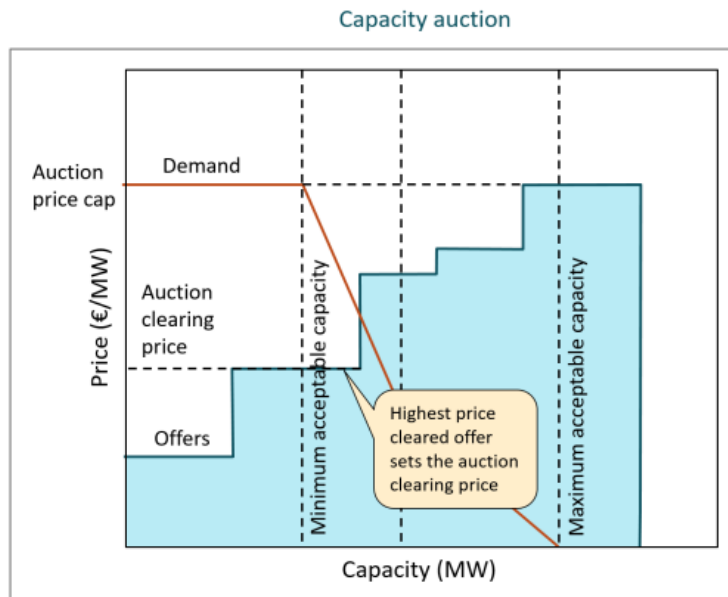 Capacity auction
Auction
price cap
Demand
Auction
clearing
price
Offers
Price (€/MW)
Minimum acceptable capacity
Highest price
cleared offer
sets the auction
clearing price
Maximum acceptable capacity
Capacity (MW)